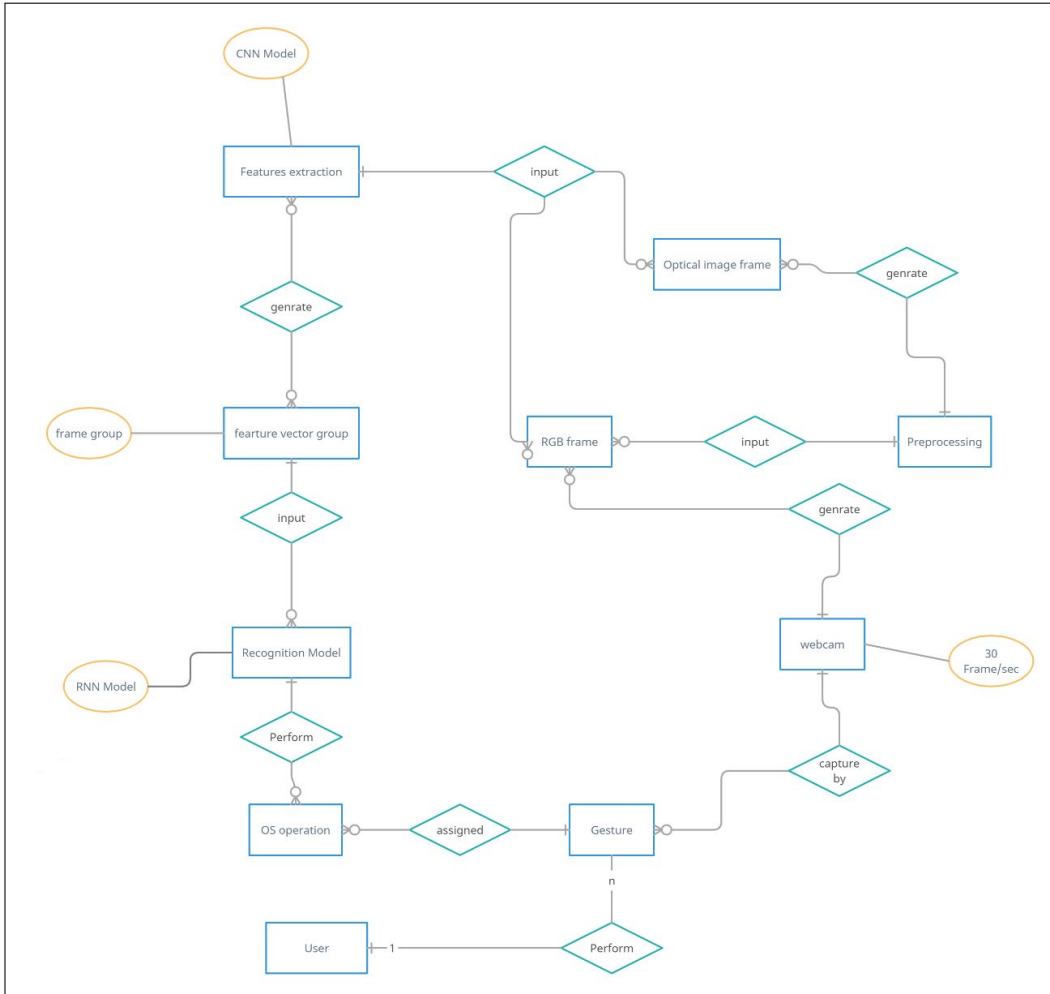 CNN Model
Features extraction
input
Optical image frame
genrate
genrate
frame group
fearture vector group
RGB frame
input
Preprocessing
input
genrate
Recognition Model
webcam
30
Frame/sec
RNN Model
Perform
capture
by
OS operation
assigned
Gesture
n
User
1
Perform